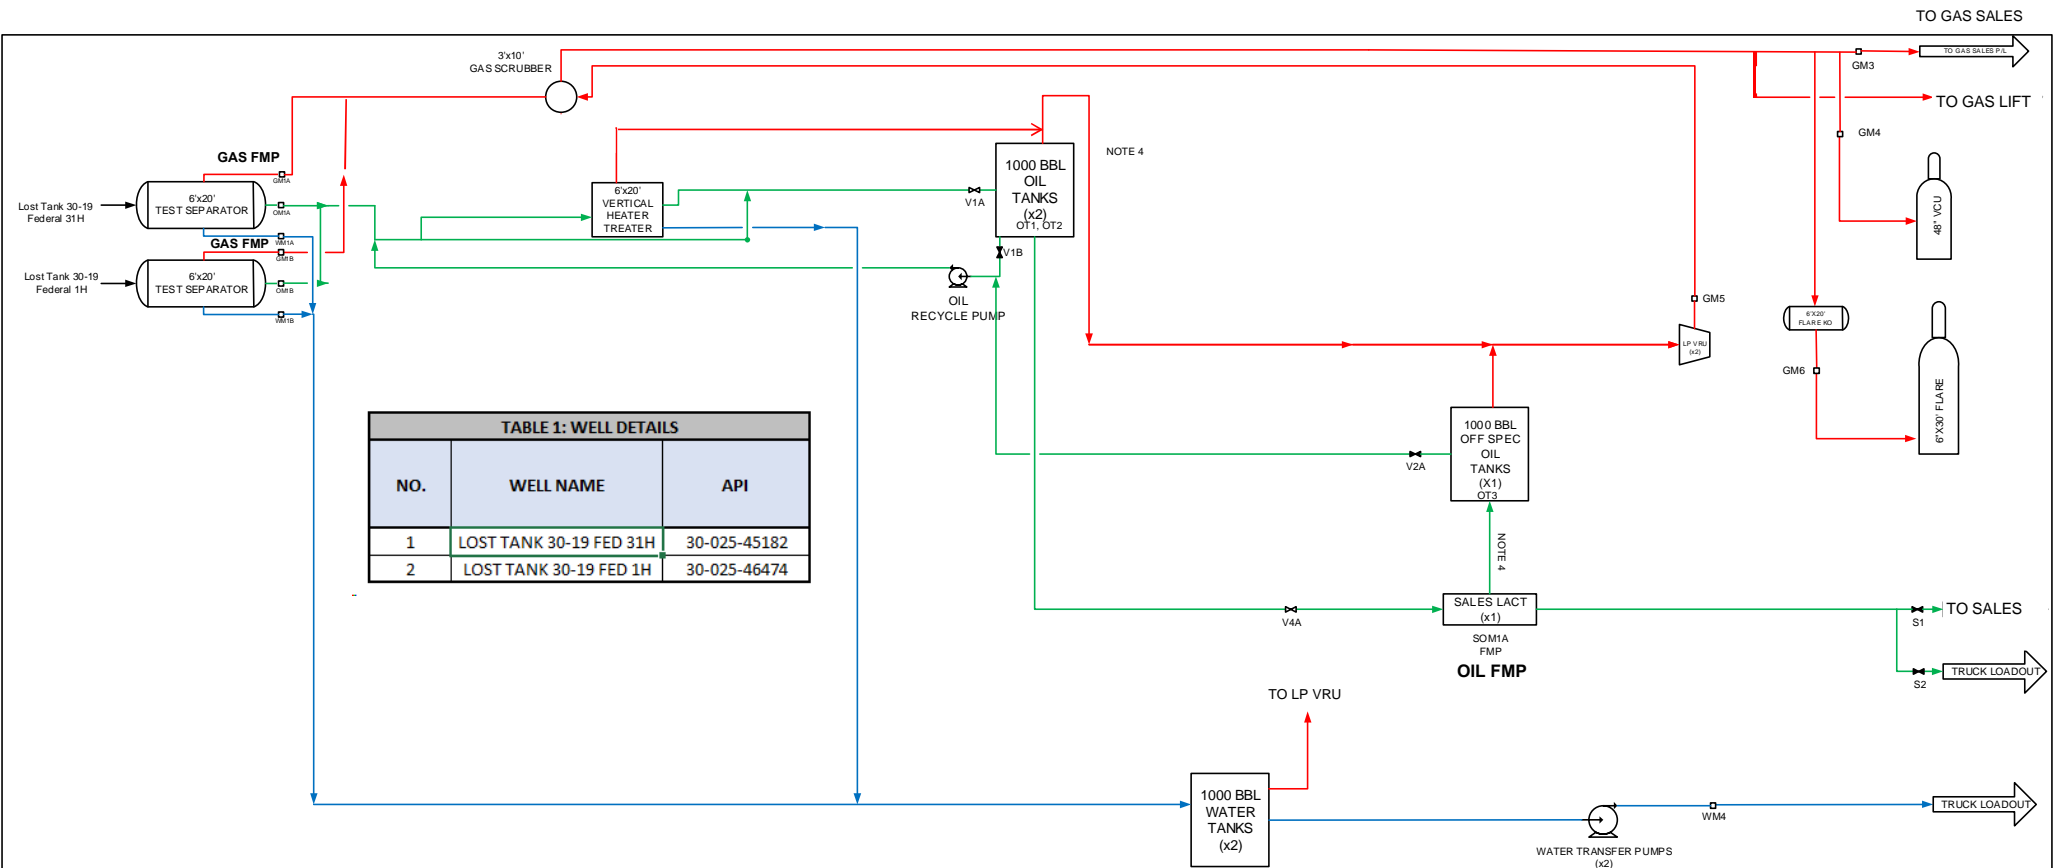 TO GAS SALES
3'x10'
GAS SCRUBBER
TO GAS SALES P/L
GM3
TO GAS LIFT
GM4
NOTE 4
GAS FMP
GM1A
6'x20'
TEST SEPARATOR
Lost Tank 30-19
Federal 31H
OM1A
WM1A
GAS FMP
GM1B
6'x20'
TEST SEPARATOR
Lost Tank 30-19
Federal 1H
OM1B
WM1B
6'x20'
VERTICAL
HEATER
TREATER
V1A
1000 BBL
OIL
TANKS
(x2)
OT1, OT2
V1B
OIL
RECYCLE PUMP
48" VCU
GM5
LP VRU
(x2)
6'X20'
FLARE KO
GM6
6"X30' FLARE
1000 BBL
OFF SPEC
OIL
TANKS
(X1)
OT3
V2A
NOTE 4
TABLE 1: WELL DETAILS
NO. WELL NAME API
1 LOST TANK 30-19 FED 31H 30-025-45182
2 LOST TANK 30-19 FED 1H 30-025-46474
V4A
SALES LACT
(x1)
SOM1A
FMP
OIL FMP
TO SALES
S1
TRUCK LOADOUT
S2
TO LP VRU
1000 BBL
WATER
TANKS
(x2)
WATER TRANSFER PUMPS
(x2)
WM4
TRUCK LOADOUT